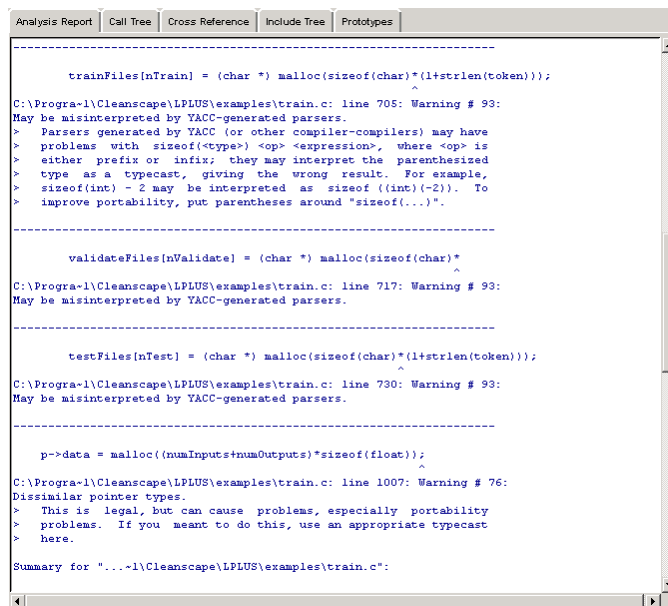 Analysis Report Call Tree Cross Reference Include Tree Prototypes
--------------------------------------------------------------
trainFiles[nTrain] = (char *) malloc(sizeof(char)*(1+strlen(token)));
^
C:\Progra~1\Cleanscape\LPLUS\examples\train.c: line 705: Warning # 93:
May be misinterpreted by YACC-generated parsers.
> Parsers generated by YACC (or other compiler-compilers) may have
> problems with sizeof(<type>) <op> <expression>, where <op> is
> either prefix or infix; they may interpret the parenthesized
> type as a typecast, giving the wrong result. For example,
> sizeof(int) - 2 may be interpreted as sizeof ((int)(-2)). To
> improve portability, put parentheses around "sizeof(...)".
--------------------------------------------------------------
validateFiles[nValidate] = (char *) malloc(sizeof(char)*
^
C:\Progra~1\Cleanscape\LPLUS\examples\train.c: line 717: Warning # 93:
May be misinterpreted by YACC-generated parsers.
--------------------------------------------------------------
testFiles[nTest] = (char *) malloc(sizeof(char)*(1+strlen(token)));
^
C:\Progra~1\Cleanscape\LPLUS\examples\train.c: line 730: Warning # 93:
May be misinterpreted by YACC-generated parsers.
--------------------------------------------------------------
p->data = malloc((numInputs+numOutputs)*sizeof(float));
^
C:\Progra~1\Cleanscape\LPLUS\examples\train.c: line 1007: Warning # 76:
Dissimilar pointer types.
> This is legal, but can cause problems, especially portability
> problems. If you meant to do this, use an appropriate typecast
> here.
Summary for "...~1\Cleanscape\LPLUS\examples\train.c":